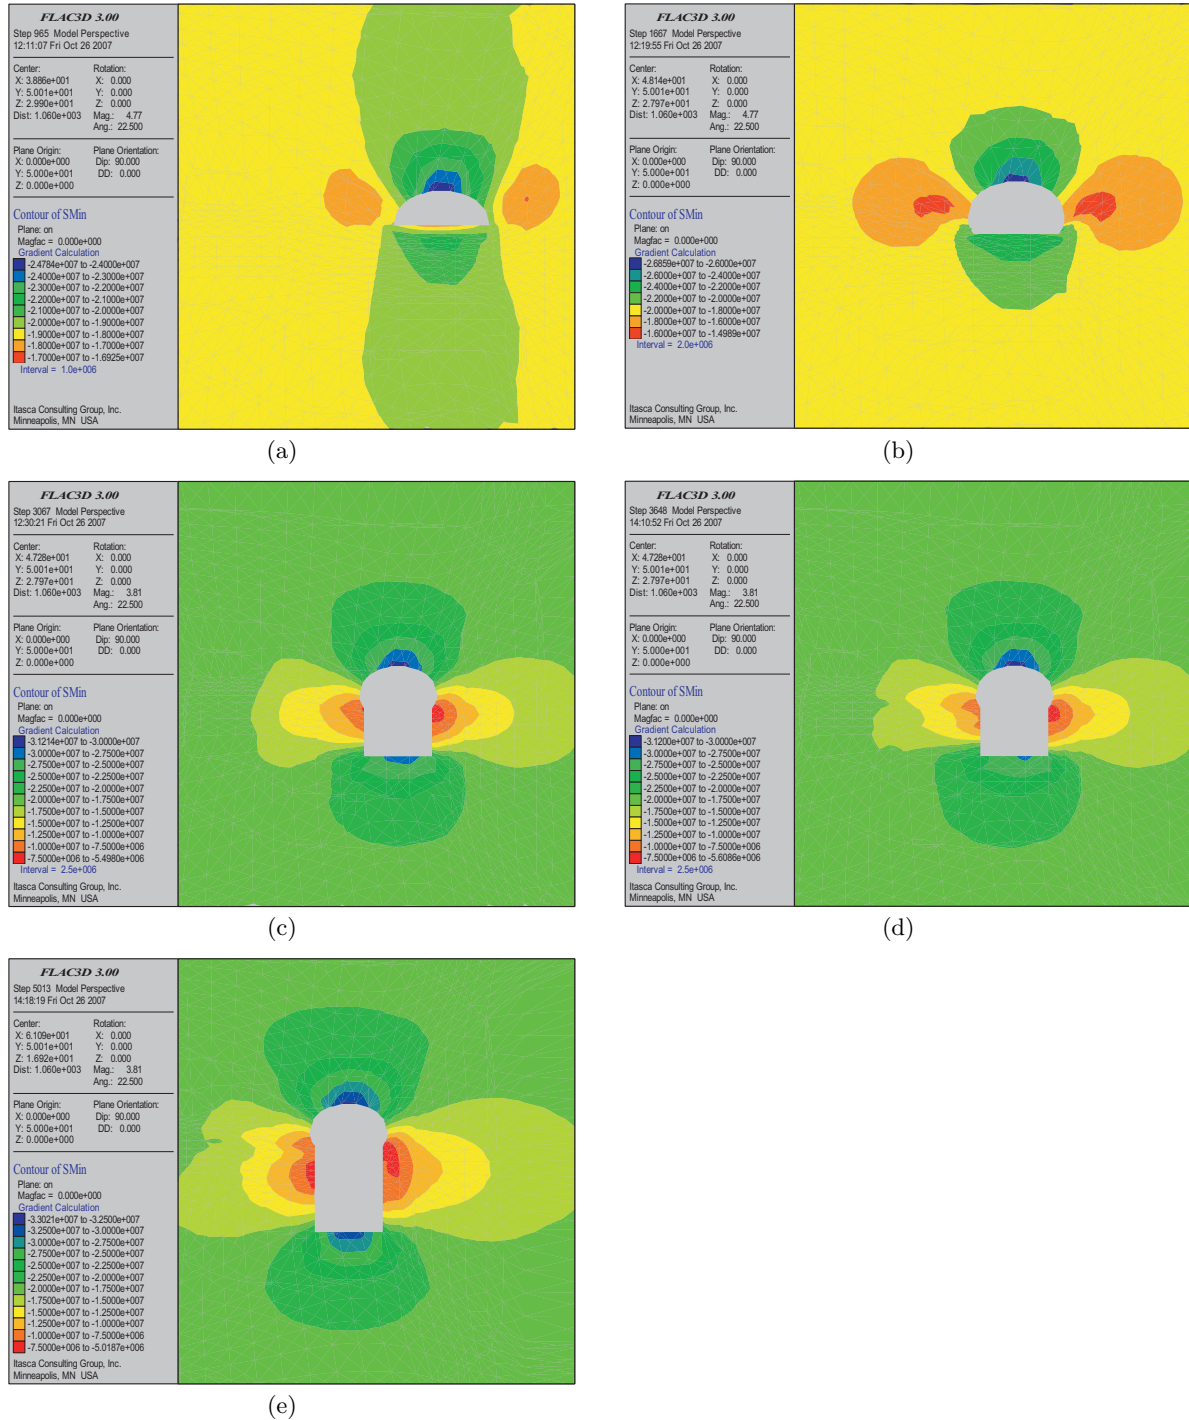 FLAC3D 3.00
Step 965  Model Perspective
12:11:07 Fri Oct 26 2007
Center: Rotation:
X: 3.886e+001 X: 0.000
Y: 5.001e+001 Y: 0.000
Z: 2.990e+001 Z: 0.000
Dist: 1.060e+003 Mag.: 4.77
Ang.: 22.500
Plane Origin: Plane Orientation:
X: 0.000e+000 Dip: 90.000
Y: 5.000e+001 DD: 0.000
Z: 0.000e+000
Contour of SMin
Plane: on
Magfac = 0.000e+000
Gradient Calculation
-2.4784e+007 to -2.4000e+007
-2.4000e+007 to -2.3000e+007
-2.3000e+007 to -2.2000e+007
-2.2000e+007 to -2.1000e+007
-2.1000e+007 to -2.0000e+007
-2.0000e+007 to -1.9000e+007
-1.9000e+007 to -1.8000e+007
-1.8000e+007 to -1.7000e+007
-1.7000e+007 to -1.6925e+007
Interval = 1.0e+006
Itasca Consulting Group, Inc.
Minneapolis, MN USA
(a)
FLAC3D 3.00
Step 1667  Model Perspective
12:19:55 Fri Oct 26 2007
Center: Rotation:
X: 4.814e+001 X: 0.000
Y: 5.001e+001 Y: 0.000
Z: 2.797e+001 Z: 0.000
Dist: 1.060e+003 Mag.: 4.77
Ang.: 22.500
Plane Origin: Plane Orientation:
X: 0.000e+000 Dip: 90.000
Y: 5.000e+001 DD: 0.000
Z: 0.000e+000
Contour of SMin
Plane: on
Magfac = 0.000e+000
Gradient Calculation
-2.6859e+007 to -2.6000e+007
-2.6000e+007 to -2.4000e+007
-2.4000e+007 to -2.2000e+007
-2.2000e+007 to -2.0000e+007
-2.0000e+007 to -1.8000e+007
-1.8000e+007 to -1.6000e+007
-1.6000e+007 to -1.4989e+007
Interval = 2.0e+006
Itasca Consulting Group, Inc.
Minneapolis, MN USA
(b)
FLAC3D 3.00
Step 3067  Model Perspective
12:30:21 Fri Oct 26 2007
Center: Rotation:
X: 4.728e+001 X: 0.000
Y: 5.001e+001 Y: 0.000
Z: 2.797e+001 Z: 0.000
Dist: 1.060e+003 Mag.: 3.81
Ang.: 22.500
Plane Origin: Plane Orientation:
X: 0.000e+000 Dip: 90.000
Y: 5.000e+001 DD: 0.000
Z: 0.000e+000
Contour of SMin
Plane: on
Magfac = 0.000e+000
Gradient Calculation
-3.1214e+007 to -3.0000e+007
-3.0000e+007 to -2.7500e+007
-2.7500e+007 to -2.5000e+007
-2.5000e+007 to -2.2500e+007
-2.2500e+007 to -2.0000e+007
-2.0000e+007 to -1.7500e+007
-1.7500e+007 to -1.5000e+007
-1.5000e+007 to -1.2500e+007
-1.2500e+007 to -1.0000e+007
-1.0000e+007 to -7.5000e+006
-7.5000e+006 to -5.4980e+006
Interval = 2.5e+006
Itasca Consulting Group, Inc.
Minneapolis, MN USA
(c)
FLAC3D 3.00
Step 3648  Model Perspective
14:10:52 Fri Oct 26 2007
Center: Rotation:
X: 4.728e+001 X: 0.000
Y: 5.001e+001 Y: 0.000
Z: 2.797e+001 Z: 0.000
Dist: 1.060e+003 Mag.: 3.81
Ang.: 22.500
Plane Origin: Plane Orientation:
X: 0.000e+000 Dip: 90.000
Y: 5.000e+001 DD: 0.000
Z: 0.000e+000
Contour of SMin
Plane: on
Magfac = 0.000e+000
Gradient Calculation
-3.1200e+007 to -3.0000e+007
-3.0000e+007 to -2.7500e+007
-2.7500e+007 to -2.5000e+007
-2.5000e+007 to -2.2500e+007
-2.2500e+007 to -2.0000e+007
-2.0000e+007 to -1.7500e+007
-1.7500e+007 to -1.5000e+007
-1.5000e+007 to -1.2500e+007
-1.2500e+007 to -1.0000e+007
-1.0000e+007 to -7.5000e+006
-7.5000e+006 to -5.6086e+006
Interval = 2.5e+006
Itasca Consulting Group, Inc.
Minneapolis, MN USA
(d)
FLAC3D 3.00
Step 5013  Model Perspective
14:18:19 Fri Oct 26 2007
Center: Rotation:
X: 6.109e+001 X: 0.000
Y: 5.001e+001 Y: 0.000
Z: 1.692e+001 Z: 0.000
Dist: 1.060e+003 Mag.: 3.81
Ang.: 22.500
Plane Origin: Plane Orientation:
X: 0.000e+000 Dip: 90.000
Y: 5.000e+001 DD: 0.000
Z: 0.000e+000
Contour of SMin
Plane: on
Magfac = 0.000e+000
Gradient Calculation
-3.3021e+007 to -3.2500e+007
-3.2500e+007 to -3.0000e+007
-3.0000e+007 to -2.7500e+007
-2.7500e+007 to -2.5000e+007
-2.5000e+007 to -2.2500e+007
-2.2500e+007 to -2.0000e+007
-2.0000e+007 to -1.7500e+007
-1.7500e+007 to -1.5000e+007
-1.5000e+007 to -1.2500e+007
-1.2500e+007 to -1.0000e+007
-1.0000e+007 to -7.5000e+006
-7.5000e+006 to -5.0187e+006
Itasca Consulting Group, Inc.
Minneapolis, MN USA
(e)